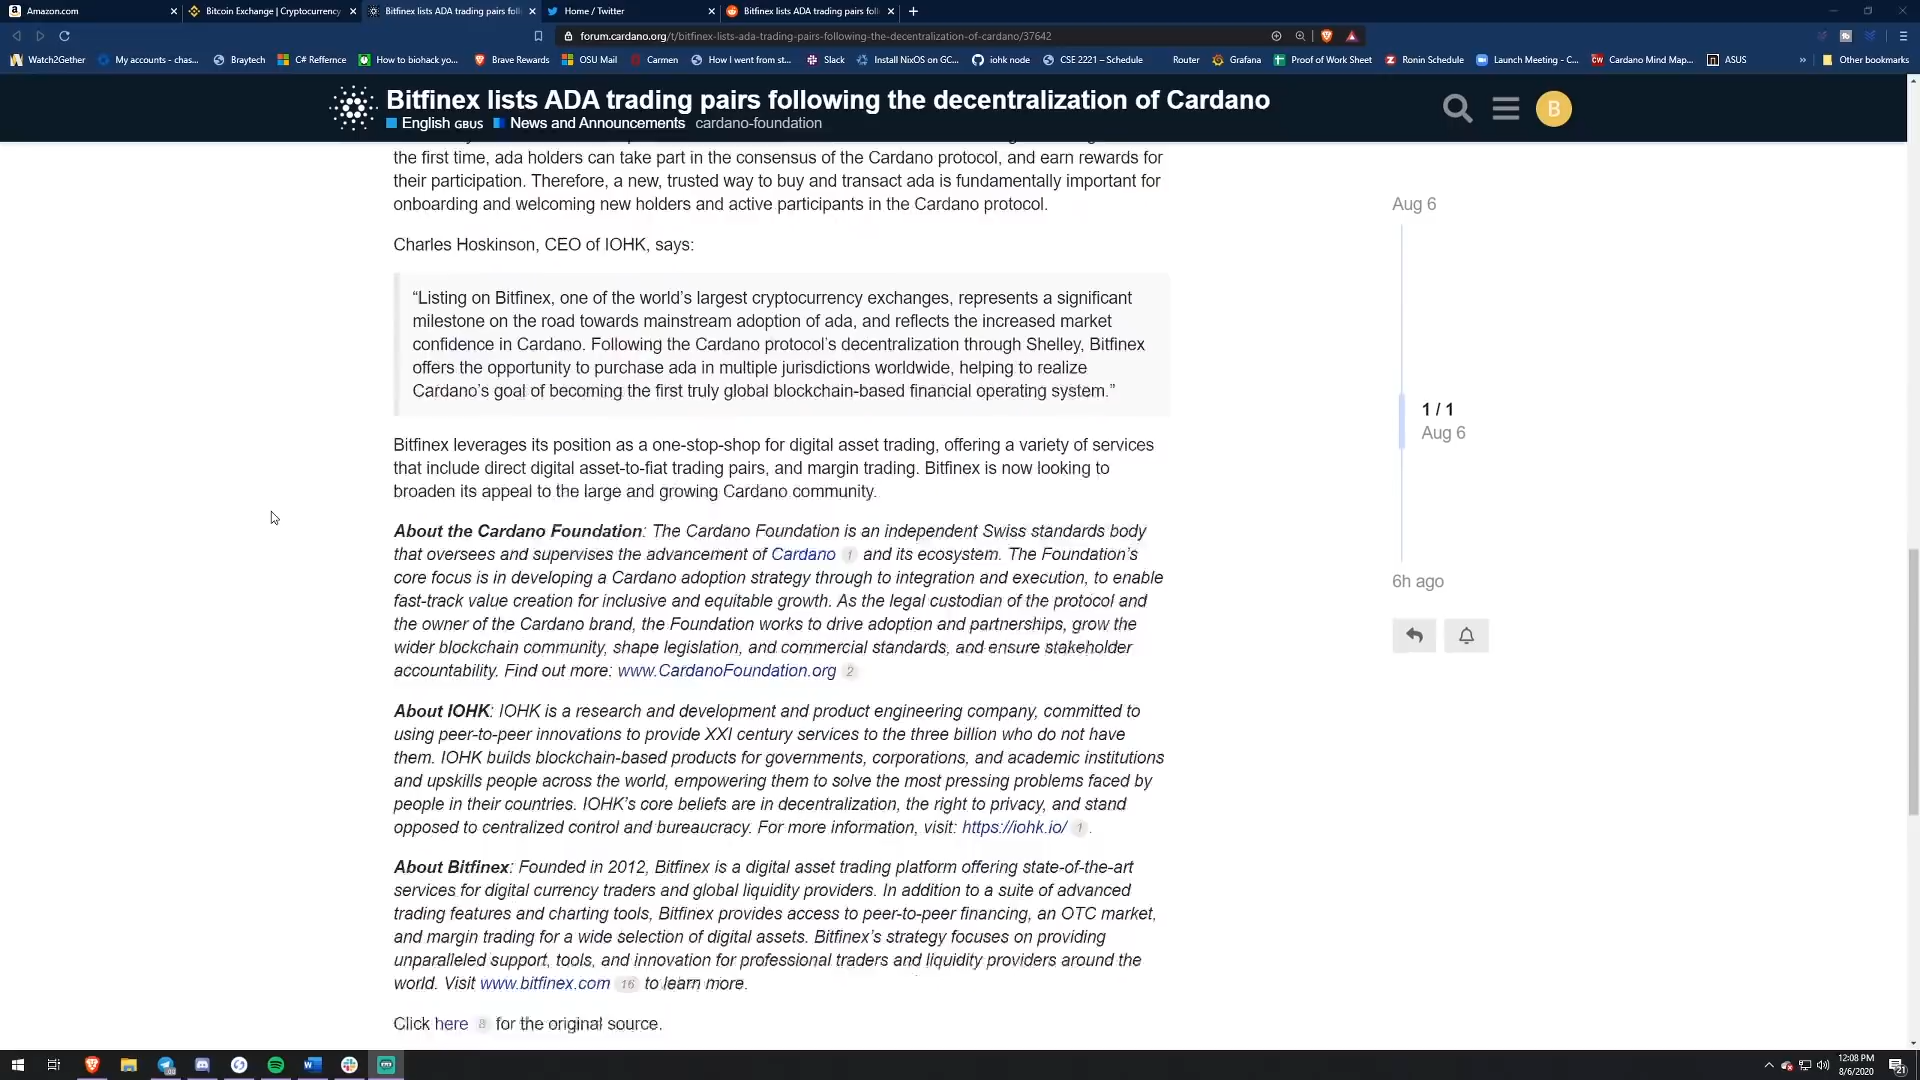 Amazon.com
Bitcoin Exchange | Cryptocurrency
Bitfinex lists ADA trading pairs foll
Home / Twitter
Bitfinex lists ADA trading pairs foll
forum.cardano.org/t/bitfinex-lists-ada-trading-pairs-following-the-decentralization-of-cardano/37642
Watch2Gether
My accounts - chas...
Braytech
C# Reffernce
How to biohack yo...
Brave Rewards
OSU Mail
Carmen
How I went from st...
Slack
Install NixOS on GC...
iohk node
CSE 2221 – Schedule
Router
Grafana
Proof of Work Sheet
Ronin Schedule
Launch Meeting - C...
Cardano Mind Map...
ASUS
»
Other bookmarks
Bitfinex lists ADA trading pairs following the decentralization of Cardano
English GBUS News and Announcements cardano-foundation
B
the first time, ada holders can take part in the consensus of the Cardano protocol, and earn rewards for
their participation. Therefore, a new, trusted way to buy and transact ada is fundamentally important for
onboarding and welcoming new holders and active participants in the Cardano protocol.
Charles Hoskinson, CEO of IOHK, says:
“Listing on Bitfinex, one of the world’s largest cryptocurrency exchanges, represents a significant
milestone on the road towards mainstream adoption of ada, and reflects the increased market
confidence in Cardano. Following the Cardano protocol’s decentralization through Shelley, Bitfinex
offers the opportunity to purchase ada in multiple jurisdictions worldwide, helping to realize
Cardano’s goal of becoming the first truly global blockchain-based financial operating system.”
Bitfinex leverages its position as a one-stop-shop for digital asset trading, offering a variety of services
that include direct digital asset-to-fiat trading pairs, and margin trading. Bitfinex is now looking to
broaden its appeal to the large and growing Cardano community.
About the Cardano Foundation: The Cardano Foundation is an independent Swiss standards body
that oversees and supervises the advancement of Cardano 1 and its ecosystem. The Foundation’s
core focus is in developing a Cardano adoption strategy through to integration and execution, to enable
fast-track value creation for inclusive and equitable growth. As the legal custodian of the protocol and
the owner of the Cardano brand, the Foundation works to drive adoption and partnerships, grow the
wider blockchain community, shape legislation, and commercial standards, and ensure stakeholder
accountability. Find out more: www.CardanoFoundation.org 2
About IOHK: IOHK is a research and development and product engineering company, committed to
using peer-to-peer innovations to provide XXI century services to the three billion who do not have
them. IOHK builds blockchain-based products for governments, corporations, and academic institutions
and upskills people across the world, empowering them to solve the most pressing problems faced by
people in their countries. IOHK’s core beliefs are in decentralization, the right to privacy, and stand
opposed to centralized control and bureaucracy. For more information, visit: https://iohk.io/ 1 .
About Bitfinex: Founded in 2012, Bitfinex is a digital asset trading platform offering state-of-the-art
services for digital currency traders and global liquidity providers. In addition to a suite of advanced
trading features and charting tools, Bitfinex provides access to peer-to-peer financing, an OTC market,
and margin trading for a wide selection of digital assets. Bitfinex’s strategy focuses on providing
unparalleled support, tools, and innovation for professional traders and liquidity providers around the
world. Visit www.bitfinex.com 16 to learn more.
Click here 8 for the original source.
Aug 6
1 / 1
Aug 6
6h ago
12:08 PM
8/6/2020
21